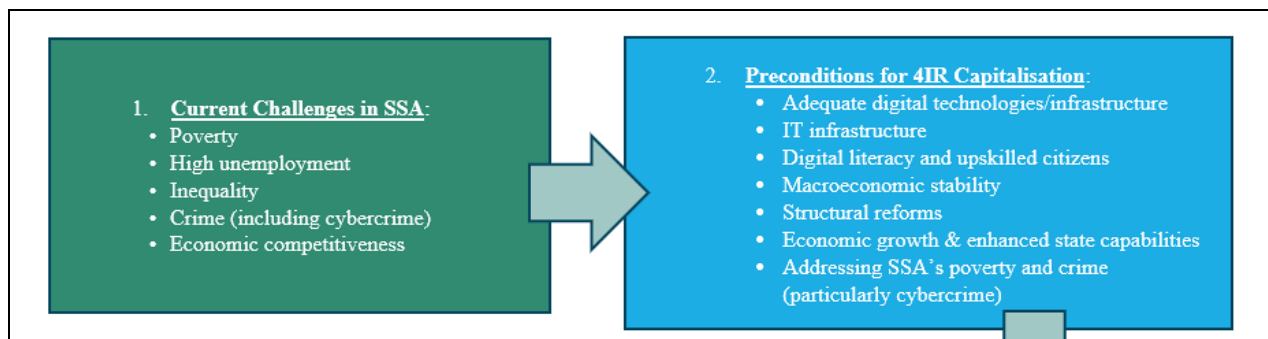 1. Current Challenges in SSA:
• Poverty
• High unemployment
• Inequality
• Crime (including cybercrime)
• Economic competitiveness
2. Preconditions for 4IR Capitalisation:
• Adequate digital technologies/infrastructure
• IT infrastructure
• Digital literacy and upskilled citizens
• Macroeconomic stability
• Structural reforms
• Economic growth & enhanced state capabilities
• Addressing SSA’s poverty and crime
(particularly cybercrime)